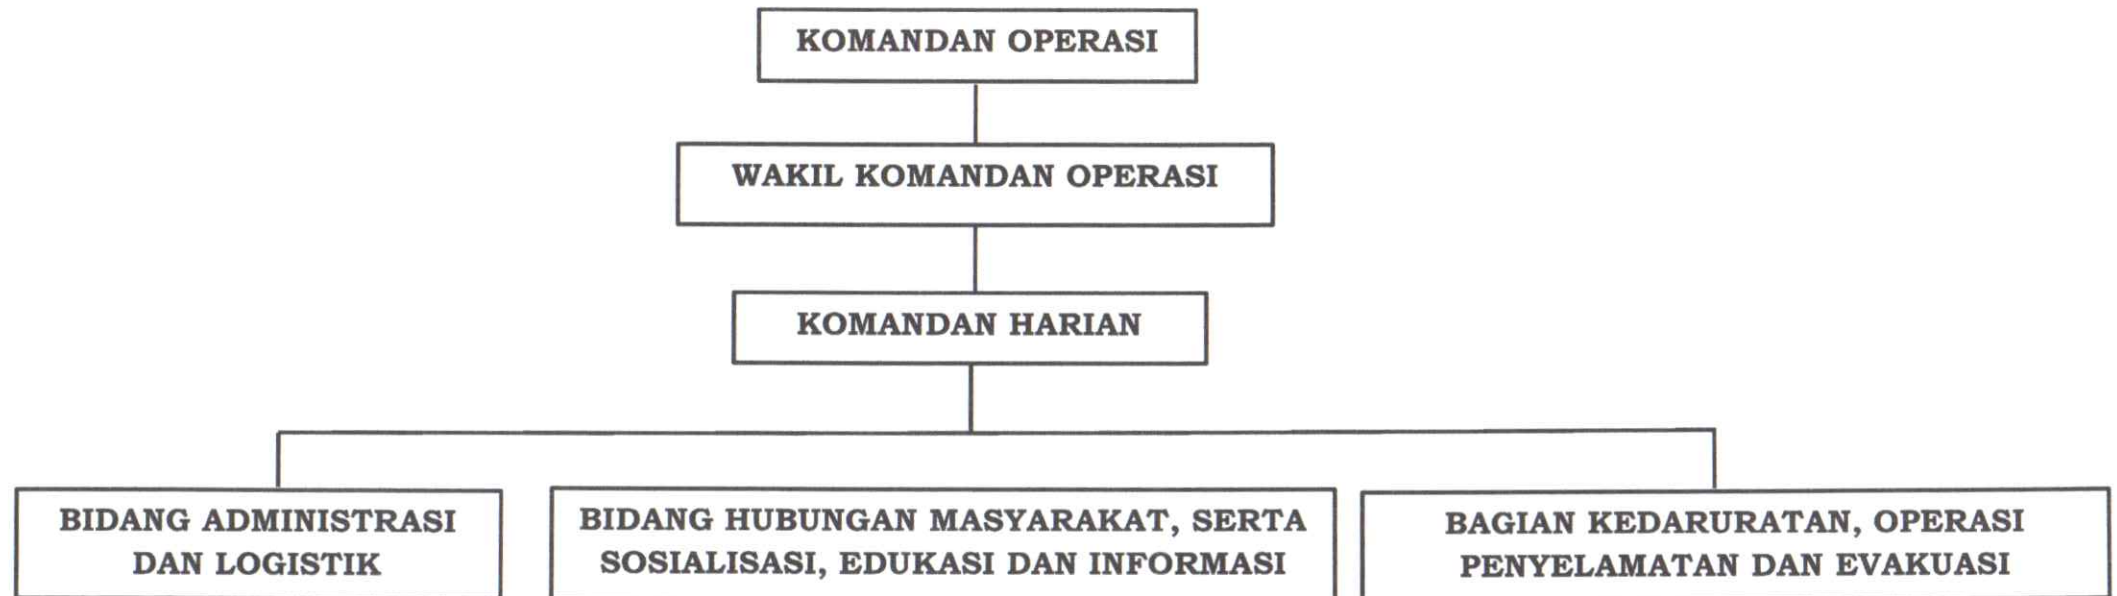 KOMANDAN OPERASI
WAKIL KOMANDAN OPERASI
KOMANDAN HARIAN
BIDANG ADMINISTRASI
DAN LOGISTIK
BIDANG HUBUNGAN MASYARAKAT, SERTA
SOSIALISASI, EDUKASI DAN INFORMASI
BAGIAN KEDARURATAN, OPERASI
PENYELAMATAN DAN EVAKUASI